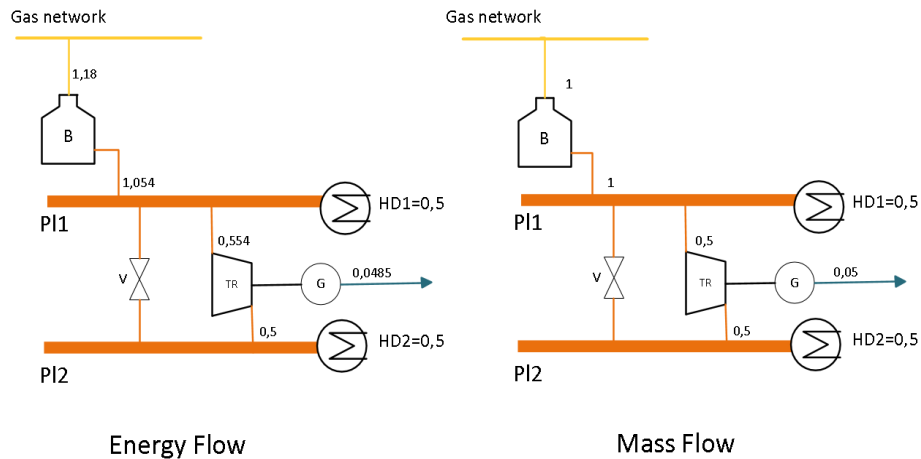 Gas network
1,18
B
1,054
HD1=0,5
Pl1
0,554
V
TR
G
0,0485
0,5
HD2=0,5
Pl2
Energy Flow
Gas network
1
B
1
HD1=0,5
Pl1
0,5
V
TR
G
0,05
0,5
HD2=0,5
Pl2
Mass Flow